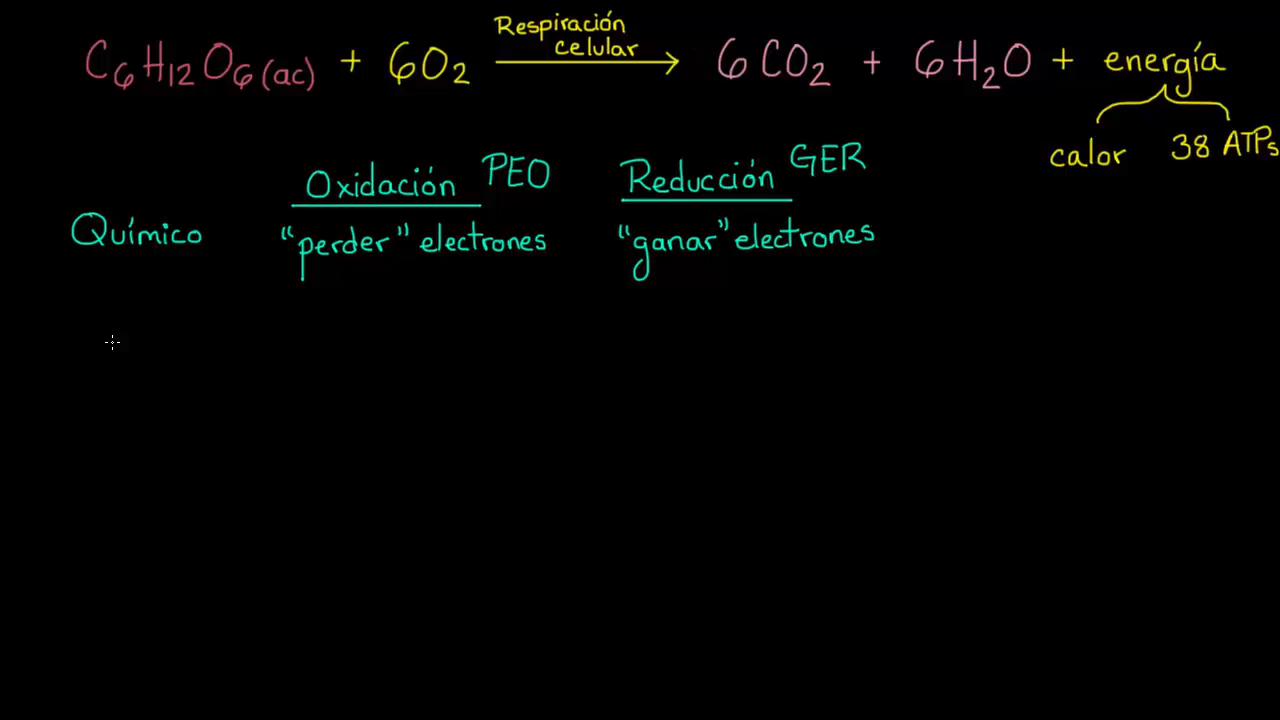 Respiración
celular
C₆H₁₂O₆(ac) + 6O₂ → 6CO₂ + 6H₂O + energía
calor 38 ATPs
Oxidación PEO Reducción GER
Químico "perder" electrones "ganar" electrones